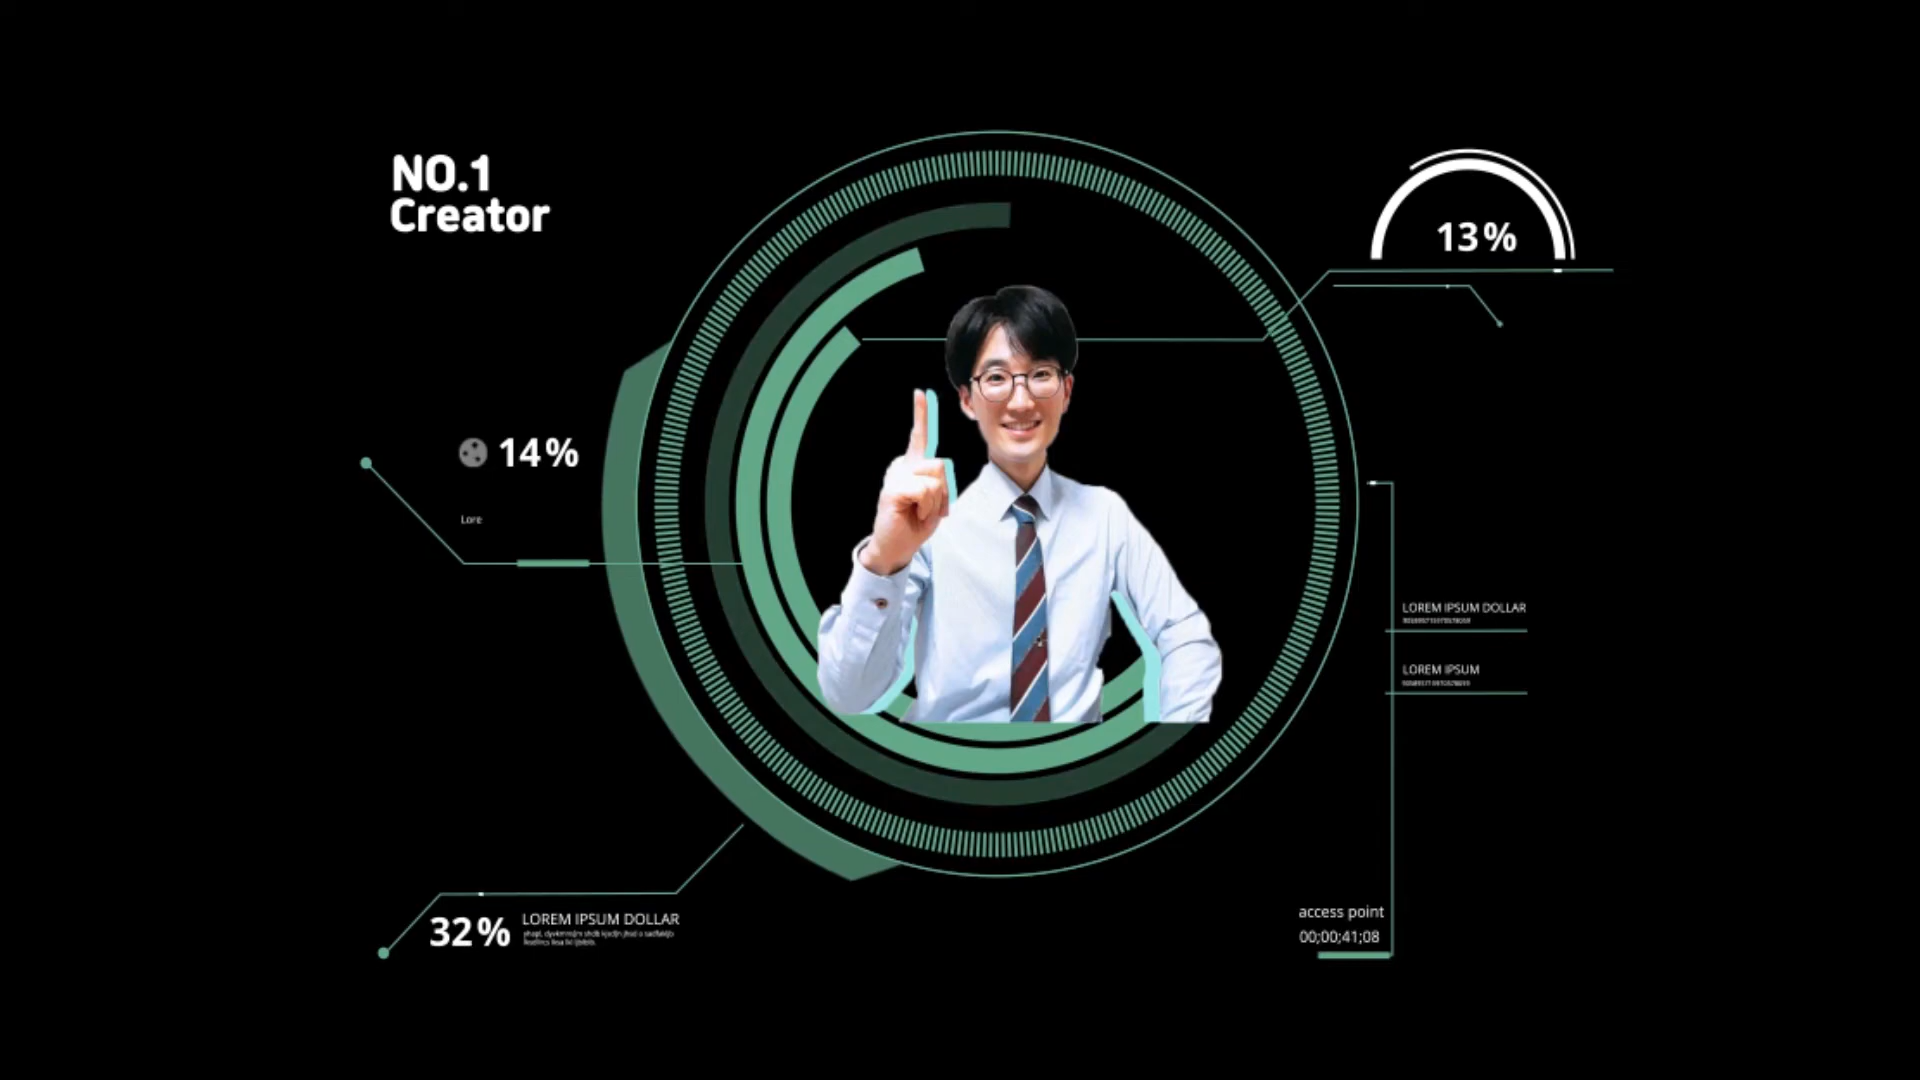 NO.1
Creator
13%
14%
Lore
LOREM IPSUM DOLLAR
LOREM IPSUM
32%
LOREM IPSUM DOLLAR
access point
00;00;41;08